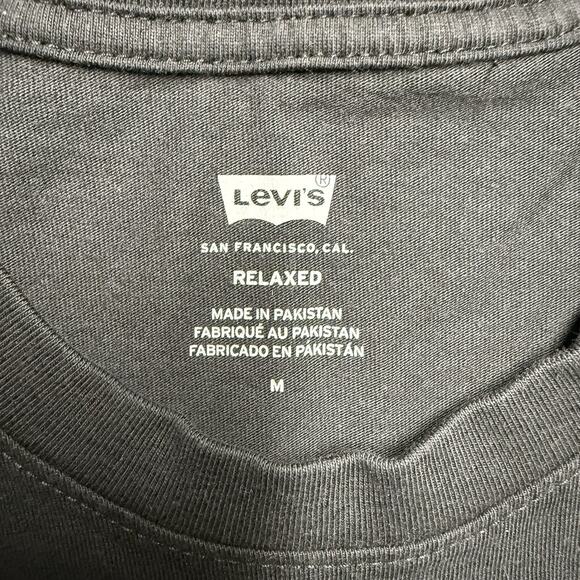 Levi's®
SAN FRANCISCO, CAL.
RELAXED
MADE IN PAKISTAN
FABRIQUÉ AU PAKISTAN
FABRICADO EN PAKISTÁN
M